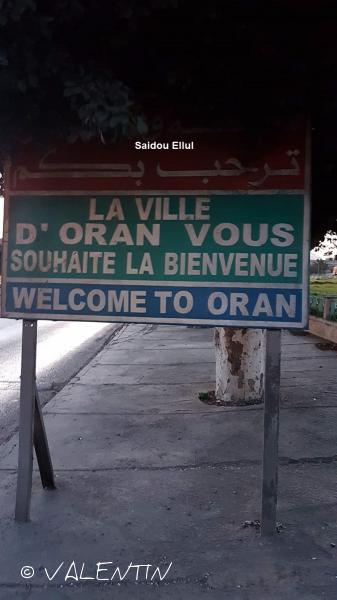 Saidou Ellul
ترحب بكم
LA VILLE
D' ORAN VOUS
SOUHAITE LA BIENVENUE
WELCOME TO ORAN
© VALENTIN